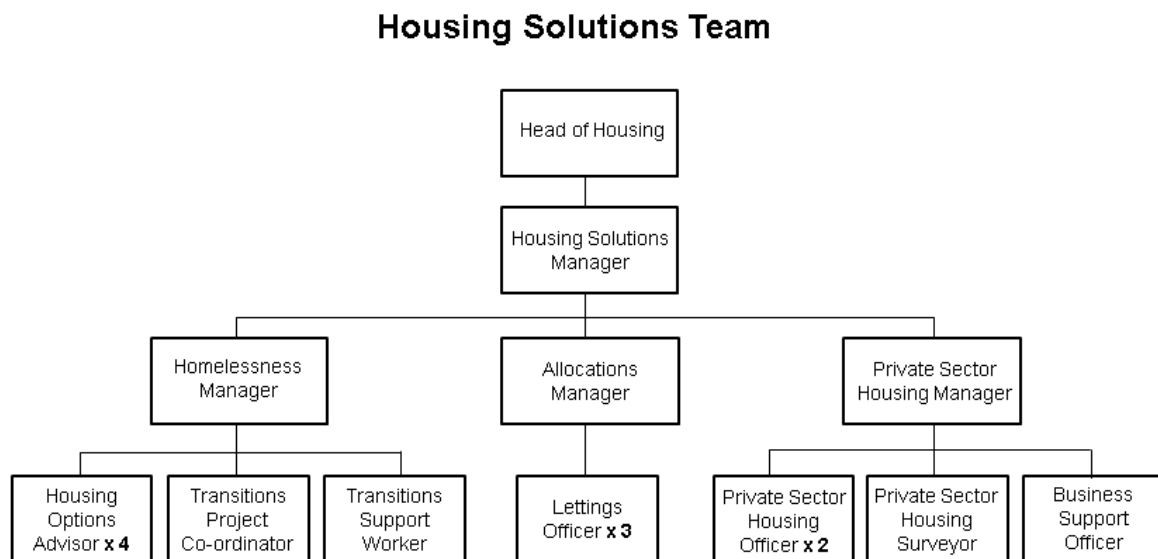 Housing Solutions Team
Head of Housing
Housing Solutions
Manager
Homelessness
Manager
Allocations
Manager
Private Sector
Housing Manager
Housing
Options
Advisor x 4
Transitions
Project
Co-ordinator
Transitions
Support
Worker
Lettings
Officer x 3
Private Sector
Housing
Officer x 2
Private Sector
Housing
Surveyor
Business
Support
Officer